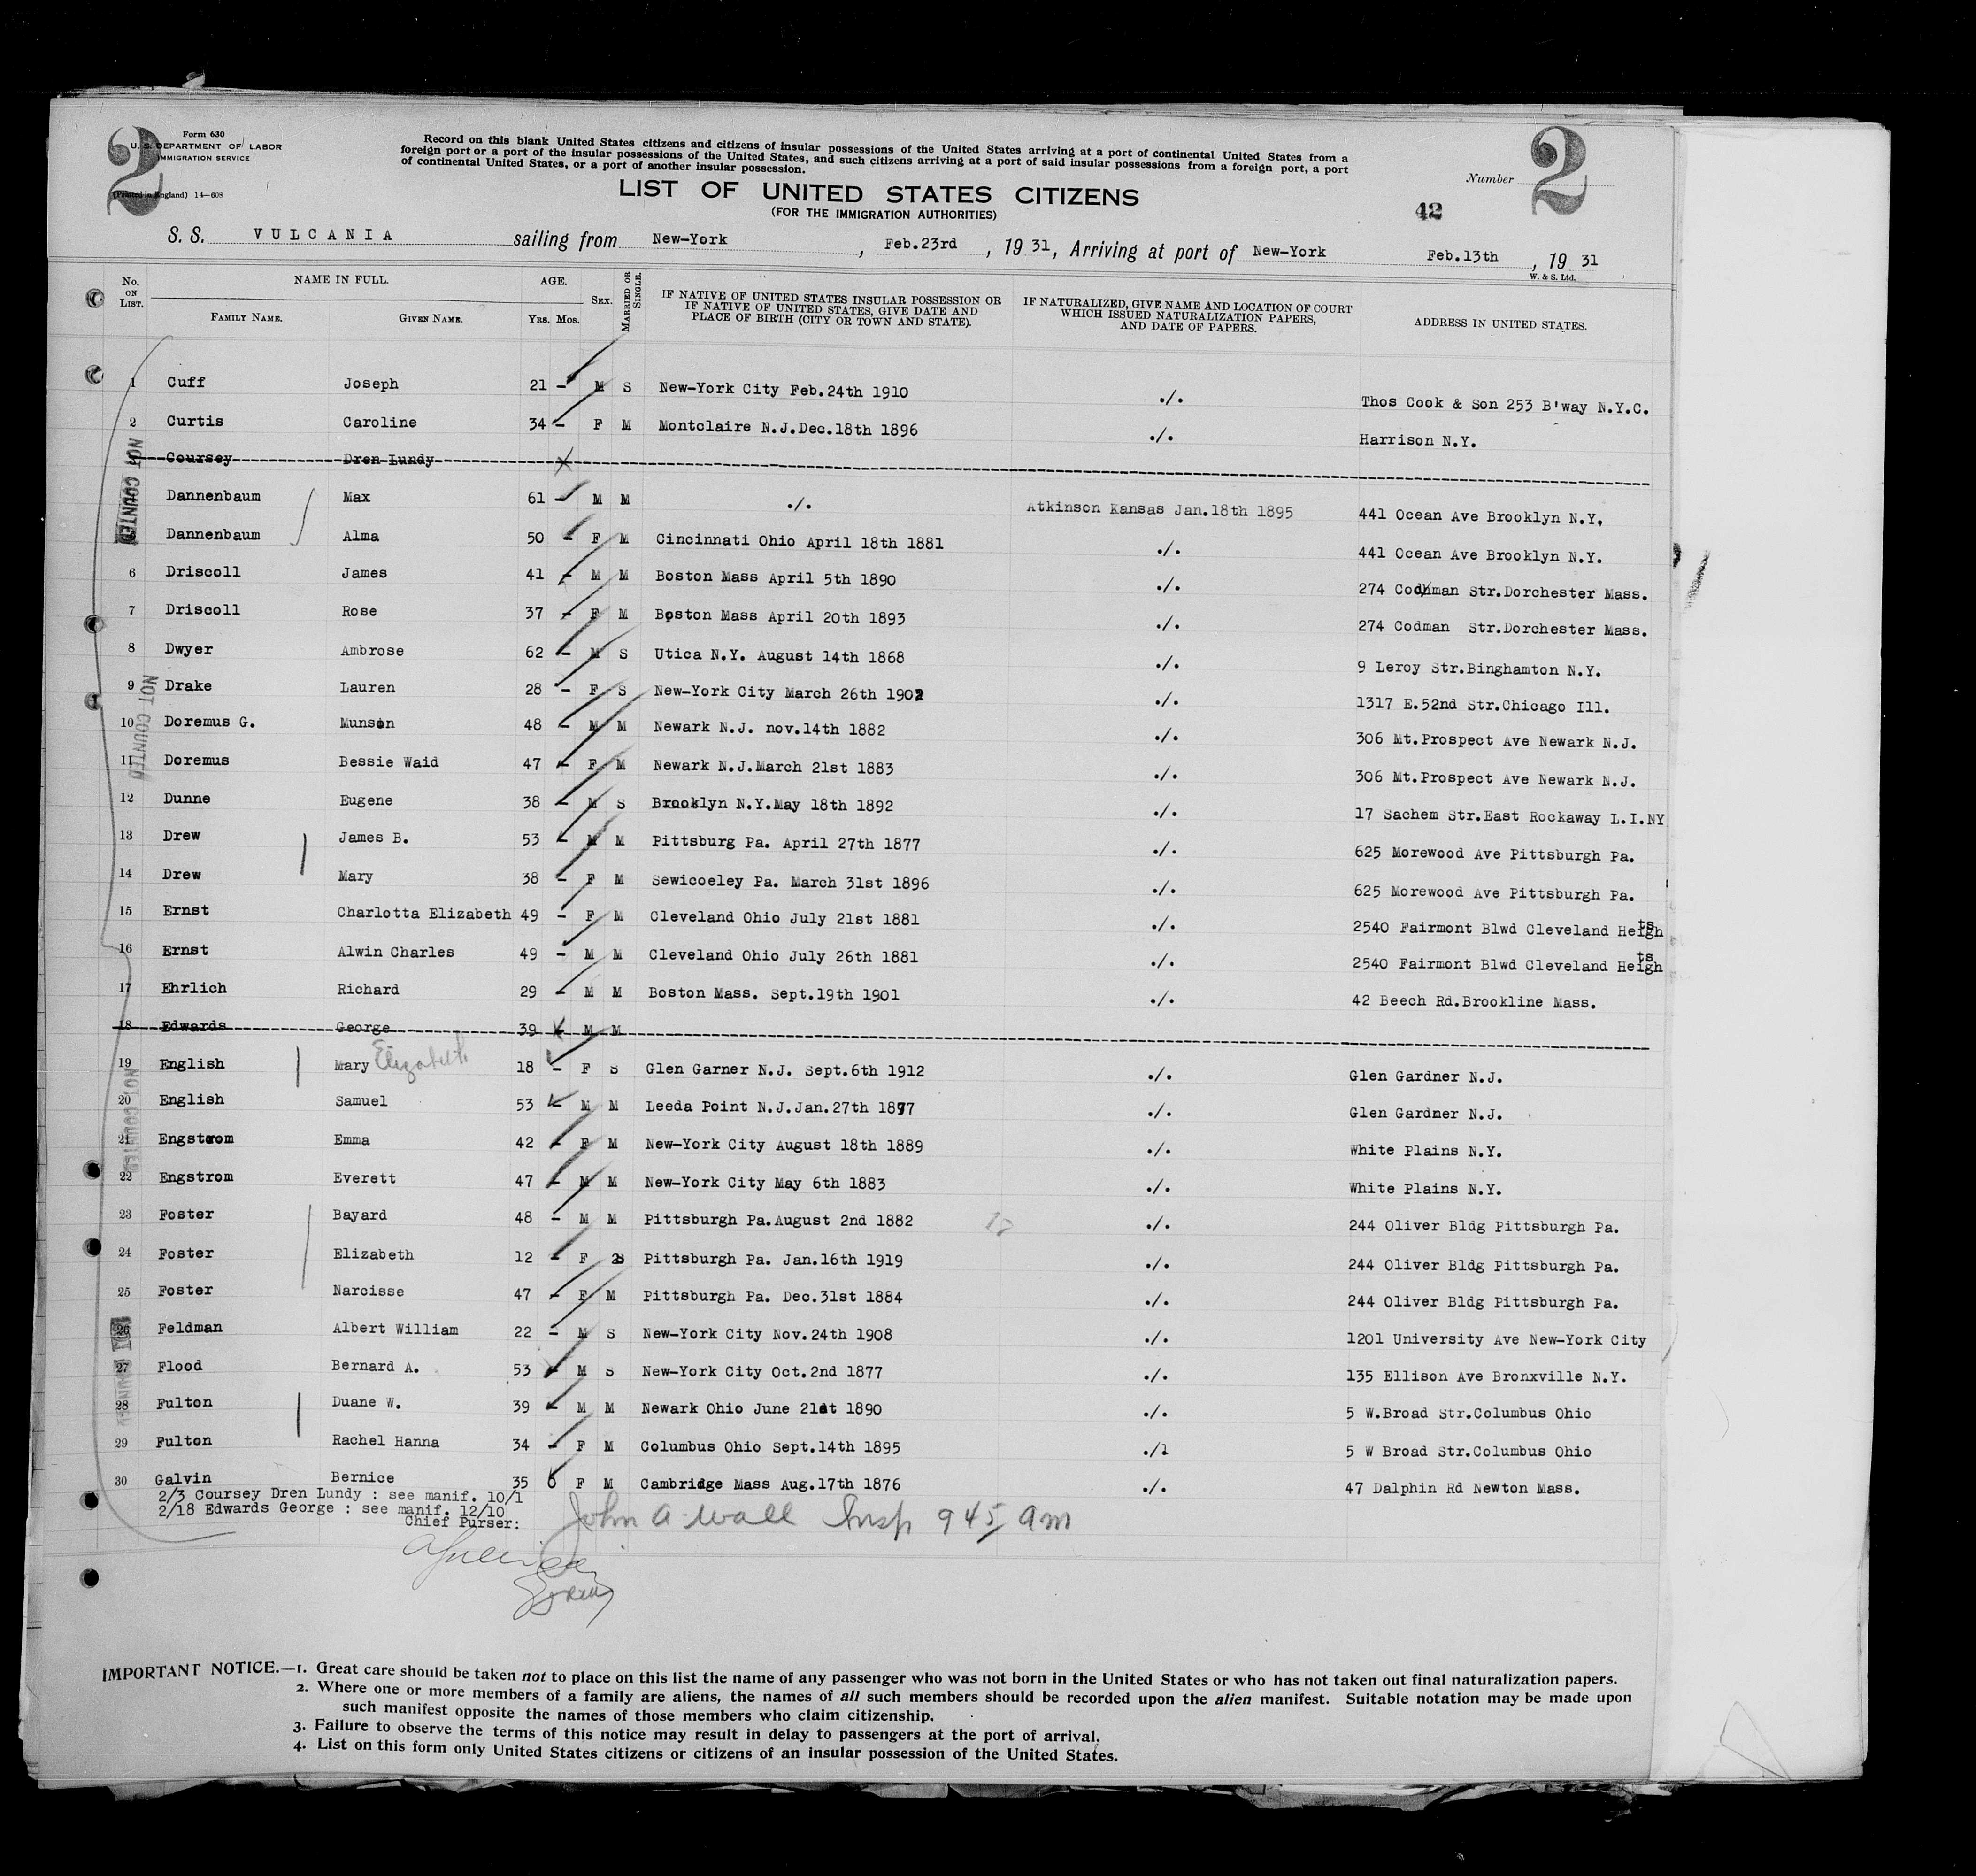 2
2
Form 630
U. S. DEPARTMENT OF LABOR
IMMIGRATION SERVICE
(Printed in England) 14—608
Record on this blank United States citizens and citizens of insular possessions of the United States arriving at a port of continental United States from a
foreign port or a port of the insular possessions of the United States, and such citizens arriving at a port of said insular possessions from a foreign port, a port
of continental United States, or a port of another insular possession.
Number
LIST OF UNITED STATES CITIZENS
(FOR THE IMMIGRATION AUTHORITIES)
42
S. S. VULCANIA sailing from New-York, Feb.23rd, 19 31, Arriving at port of New-York Feb.13th, 19 31
W. & S. Ltd.
No. ON LIST. NAME IN FULL. FAMILY NAME. GIVEN NAME. AGE. Yrs. Mos. SEX. MARRIED OR SINGLE. IF NATIVE OF UNITED STATES INSULAR POSSESSION OR IF NATIVE OF UNITED STATES, GIVE DATE AND PLACE OF BIRTH (CITY OR TOWN AND STATE). IF NATURALIZED, GIVE NAME AND LOCATION OF COURT WHICH ISSUED NATURALIZATION PAPERS, AND DATE OF PAPERS. ADDRESS IN UNITED STATES.
1 Cuff Joseph 21 – M S New-York City Feb.24th 1910 ./. Thos Cook & Son 253 B'way N.Y.C.
2 Curtis Caroline 34 – F M Montclaire N.J.Dec.18th 1896 ./. Harrison N.Y.
Coursey Dren Lundy
Dannenbaum Max 61 – M M ./. Atkinson Kansas Jan.18th 1895 441 Ocean Ave Brooklyn N.Y.
Dannenbaum Alma 50 – F M Cincinnati Ohio April 18th 1881 ./. 441 Ocean Ave Brooklyn N.Y.
6 Driscoll James 41 – M M Boston Mass April 5th 1890 ./. 274 Codman Str.Dorchester Mass.
7 Driscoll Rose 37 – F M Boston Mass April 20th 1893 ./. 274 Codman Str.Dorchester Mass.
8 Dwyer Ambrose 62 – M S Utica N.Y. August 14th 1868 ./. 9 Leroy Str.Binghamton N.Y.
9 Drake Lauren 28 – F S New-York City March 26th 1902 ./. 1317 E.52nd Str.Chicago Ill.
10 Doremus G. Munson 48 – M M Newark N.J. nov.14th 1882 ./. 306 Mt.Prospect Ave Newark N.J.
11 Doremus Bessie Waid 47 – F M Newark N.J.March 21st 1883 ./. 306 Mt.Prospect Ave Newark N.J.
12 Dunne Eugene 38 – M S Brooklyn N.Y.May 18th 1892 ./. 17 Sachem Str.East Rockaway L.I.NY
13 Drew James B. 53 – M M Pittsburg Pa. April 27th 1877 ./. 625 Morewood Ave Pittsburgh Pa.
14 Drew Mary 38 – F M Sewicoeley Pa. March 31st 1896 ./. 625 Morewood Ave Pittsburgh Pa.
15 Ernst Charlotta Elizabeth 49 – F M Cleveland Ohio July 21st 1881 ./. 2540 Fairmont Blwd Cleveland Heights
16 Ernst Alwin Charles 49 – M M Cleveland Ohio July 26th 1881 ./. 2540 Fairmont Blwd Cleveland Heights
17 Ehrlich Richard 29 – M M Boston Mass. Sept.19th 1901 ./. 42 Beech Rd.Brookline Mass.
18 Edwards George 39 – M M
19 English Mary Elizabeth 18 – F S Glen Garner N.J. Sept.6th 1912 ./. Glen Gardner N.J.
20 English Samuel 53 – M M Leeda Point N.J.Jan.27th 1877 ./. Glen Gardner N.J.
21 Engstrom Emma 42 – F M New-York City August 18th 1889 ./. White Plains N.Y.
22 Engstrom Everett 47 – M M New-York City May 6th 1883 ./. White Plains N.Y.
23 Foster Bayard 48 – M M Pittsburgh Pa.August 2nd 1882 ./. 244 Oliver Bldg Pittsburgh Pa.
24 Foster Elizabeth 12 – F S Pittsburgh Pa. Jan.16th 1919 ./. 244 Oliver Bldg Pittsburgh Pa.
25 Foster Narcisse 47 – F M Pittsburgh Pa. Dec.31st 1884 ./. 244 Oliver Bldg Pittsburgh Pa.
26 Feldman Albert William 22 – M S New-York City Nov.24th 1908 ./. 1201 University Ave New-York City
27 Flood Bernard A. 53 – M S New-York City Oct.2nd 1877 ./. 135 Ellison Ave Bronxville N.Y.
28 Fulton Duane W. 39 – M M Newark Ohio June 21st 1890 ./. 5 W.Broad Str.Columbus Ohio
29 Fulton Rachel Hanna 34 – F M Columbus Ohio Sept.14th 1895 ./1 5 W Broad Str.Columbus Ohio
30 Galvin Bernice 35 6 F M Cambridge Mass Aug.17th 1876 ./. 47 Dalphin Rd Newton Mass.
NOT COUNTED
NOT COUNTED
NOT COUNTED
2/3 Coursey Dren Lundy : see manif. 10/1
2/18 Edwards George : see manif. 12/10
Chief Purser:
John A Wall Insp 9 45 am
IMPORTANT NOTICE.—1. Great care should be taken not to place on this list the name of any passenger who was not born in the United States or who has not taken out final naturalization papers.
2. Where one or more members of a family are aliens, the names of all such members should be recorded upon the alien manifest. Suitable notation may be made upon
such manifest opposite the names of those members who claim citizenship.
3. Failure to observe the terms of this notice may result in delay to passengers at the port of arrival.
4. List on this form only United States citizens or citizens of an insular possession of the United States.